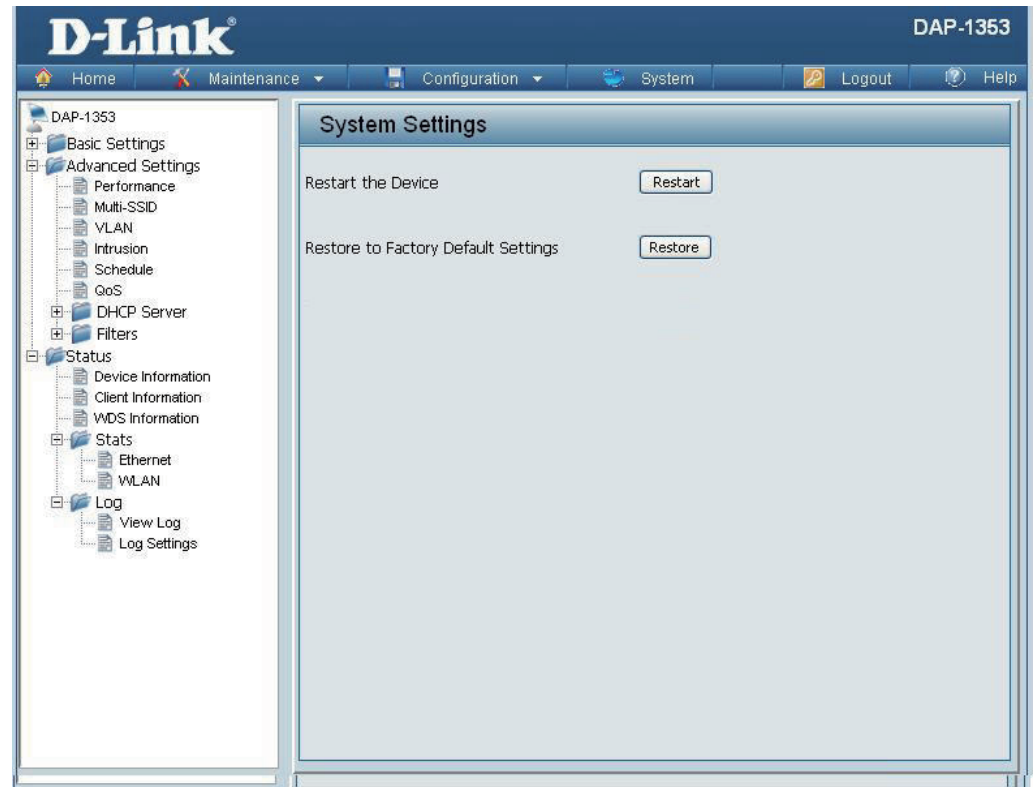 D-Link®
DAP-1353
Home Maintenance Configuration System Logout Help
DAP-1353
Basic Settings
Advanced Settings
Performance
Multi-SSID
VLAN
Intrusion
Schedule
QoS
DHCP Server
Filters
Status
Device Information
Client Information
WDS Information
Stats
Ethernet
WLAN
Log
View Log
Log Settings
System Settings
Restart the Device Restart
Restore to Factory Default Settings Restore